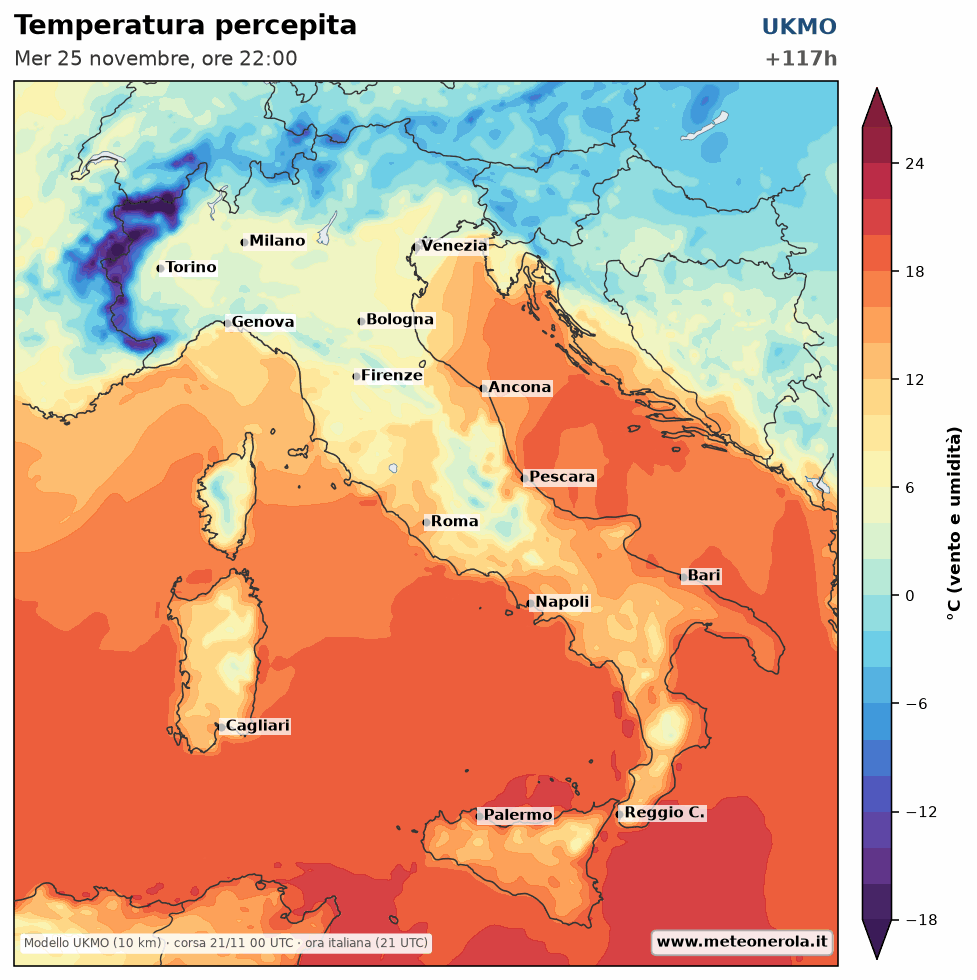 Temperatura percepita
UKMO
Mer 25 novembre, ore 22:00
+117h
Milano
Venezia
Torino
Genova
Bologna
Firenze
Ancona
Pescara
Roma
Bari
Napoli
Cagliari
Palermo
Reggio C.
24
18
12
6
0
−6
−12
−18
°C (vento e umidità)
Modello UKMO (10 km) · corsa 21/11 00 UTC · ora italiana (21 UTC)
www.meteonerola.it